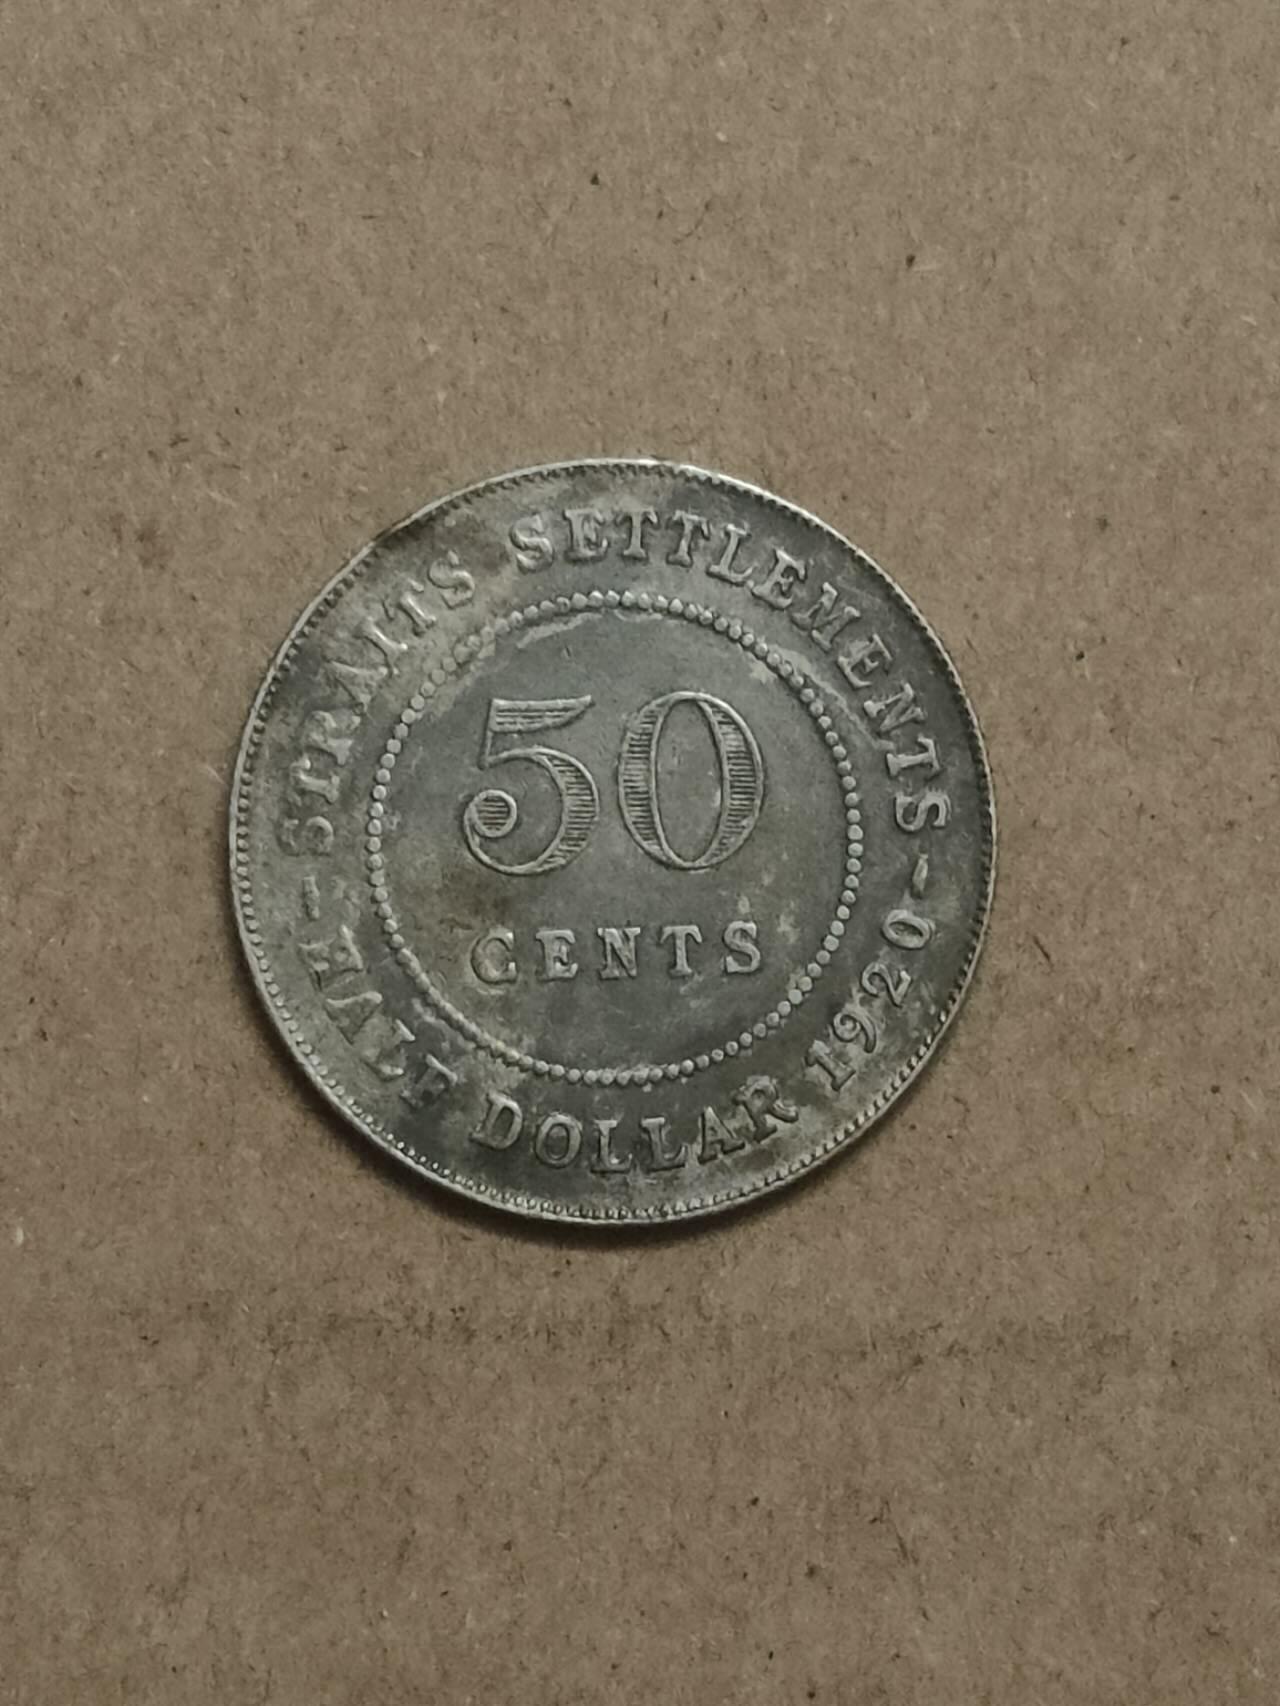 STRAITS SETTLEMENTS
50
CENTS
HALF DOLLAR 1920